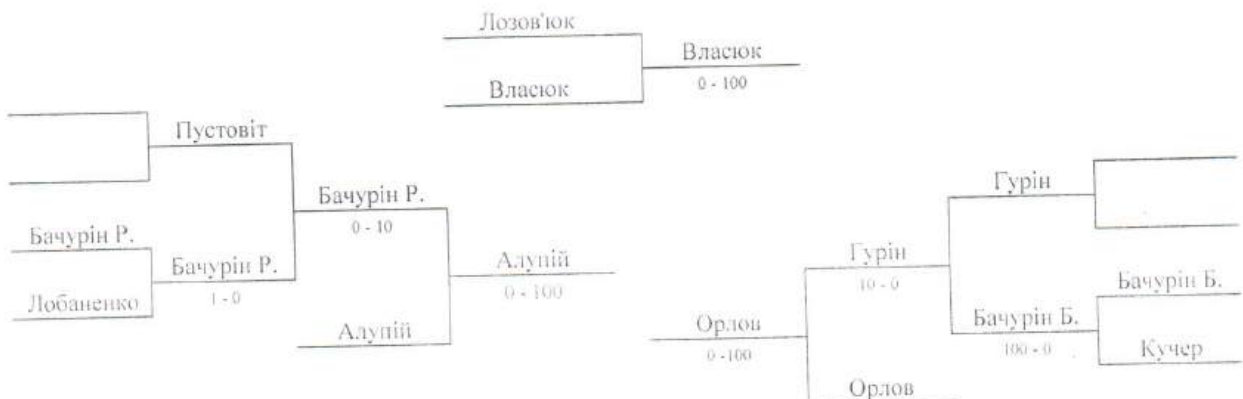 Лозов'юк
Власюк
0 - 100
Власюк
Пустовіт
Бачурін Р.
0 - 10
Бачурін Р.
Бачурін Р.
1 - 0
Лобаненко
Алупій
0 - 100
Алупій
Гурін
Гурін
10 - 0
Бачурін Б.
Бачурін Б.
100 - 0
Кучер
Орлов
0 -100
Орлов